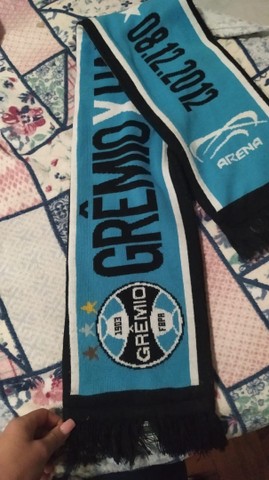 GRÊMIO X
08.12.2012
ARENA
1903
GRÊMIO
FBPA